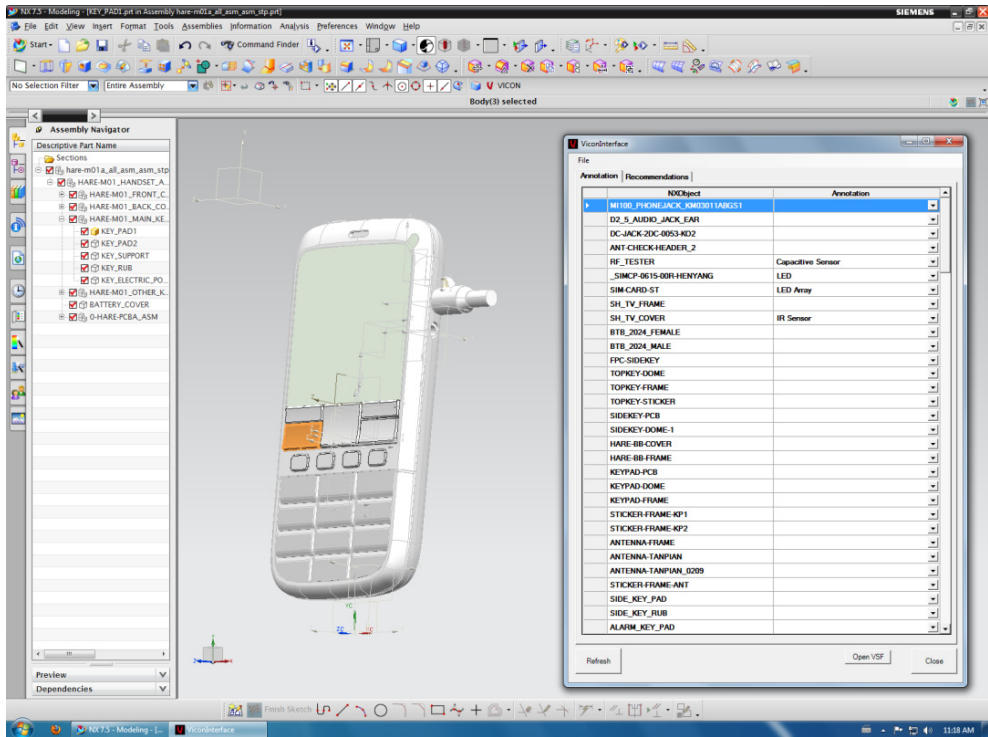 NX 7.5 - Modeling - [KEY_PAD1.prt in Assembly hare-m01a_all_asm_asm_stp.prt]
SIEMENS
File Edit View Insert Format Tools Assemblies Information Analysis Preferences Window Help
Start
Command Finder
No Selection Filter
Entire Assembly
VICON
Body(3) selected
Assembly Navigator
Descriptive Part Name
Sections
hare-m01a_all_asm_asm_stp
HARE-M01_HANDSET_A...
HARE-M01_FRONT_C...
HARE-M01_BACK_CO...
HARE-M01_MAIN_KE...
KEY_PAD1
KEY_PAD2
KEY_SUPPORT
KEY_RUB
KEY_ELECTRIC_PO...
HARE-M01_OTHER_K...
BATTERY_COVER
0-HARE-PCBA_ASM
Preview
Dependencies
YC
ZC
XC
ViconInterface
File
Annotation Recommendations
NXObject Annotation
MI100_PHONEJACK_KM03011ABGS1
D2_5_AUDIO_JACK_EAR
DC-JACK-2DC-0053-KD2
ANT-CHECK-HEADER_2
RF_TESTER Capacitive Sensor
_SIMCP-0615-00R-HENYANG LED
SIM-CARD-ST LED Array
SH_TV_FRAME
SH_TV_COVER IR Sensor
BTB_2024_FEMALE
BTB_2024_MALE
FPC-SIDEKEY
TOPKEY-DOME
TOPKEY-FRAME
TOPKEY-STICKER
SIDEKEY-PCB
SIDEKEY-DOME-1
HARE-BB-COVER
HARE-BB-FRAME
KEYPAD-PCB
KEYPAD-DOME
KEYPAD-FRAME
STICKER-FRAME-KP1
STICKER-FRAME-KP2
ANTENNA-FRAME
ANTENNA-TANPIAN
ANTENNA-TANPIAN_0209
STICKER-FRAME-ANT
SIDE_KEY_PAD
SIDE_KEY_RUB
ALARM_KEY_PAD
Refresh
Open VSF
Close
Finish Sketch
NX 7.5 - Modeling - [...
ViconInterface
11:18 AM